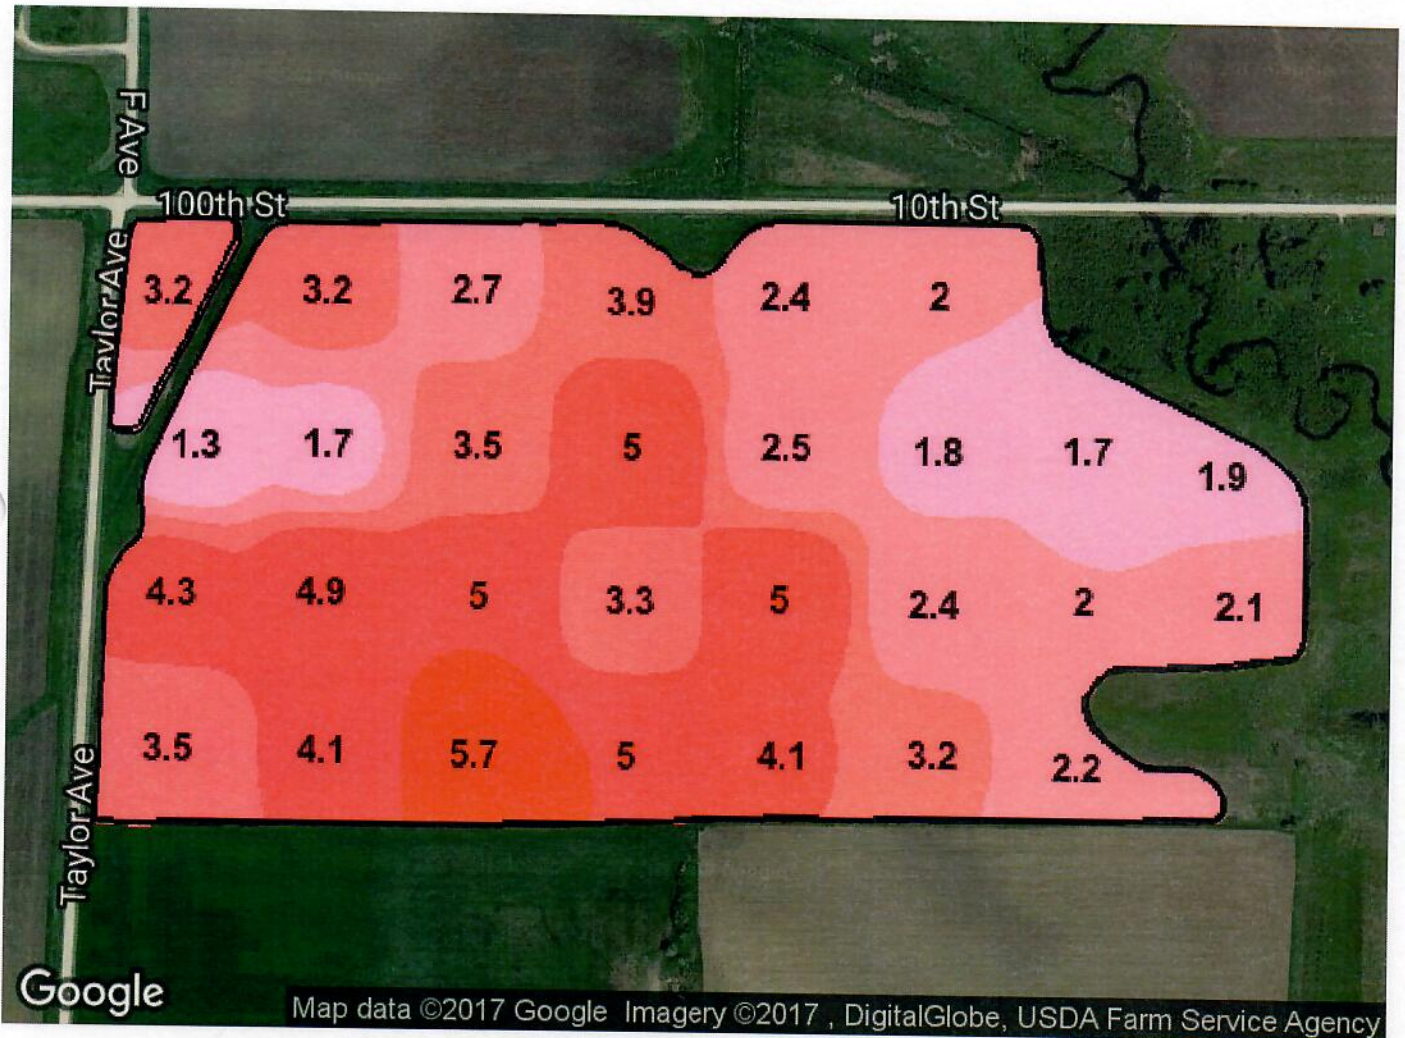 F Ave
100th St
10th St
Taylor Ave
3.2 3.2 2.7 3.9 2.4 2
1.3 1.7 3.5 5 2.5 1.8 1.7 1.9
4.3 4.9 5 3.3 5 2.4 2 2.1
3.5 4.1 5.7 5 4.1 3.2 2.2
Taylor Ave
Google
Map data ©2017 Google Imagery ©2017 , DigitalGlobe, USDA Farm Service Agency